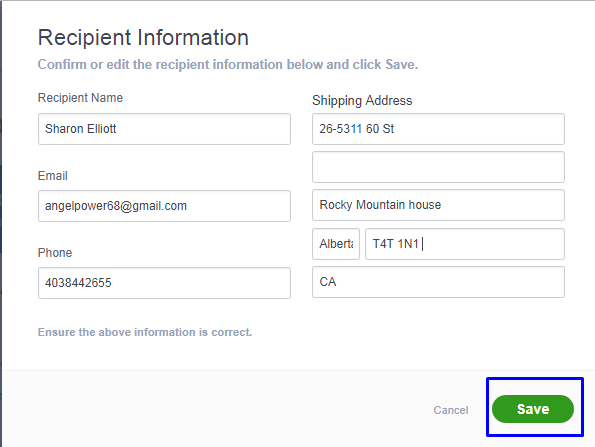 Recipient Information
Confirm or edit the recipient information below and click Save.
Recipient Name
Sharon Elliott
Email
angelpower68@gmail.com
Phone
4038442655
Shipping Address
26-5311 60 St
Rocky Mountain house
Alberta T4T 1N1
CA
Ensure the above information is correct.
Cancel Save